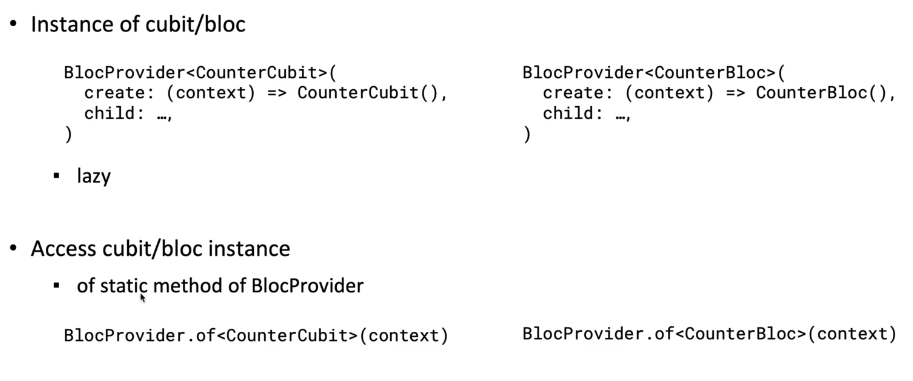 • Instance of cubit/bloc
BlocProvider<CounterCubit>(
create: (context) => CounterCubit(),
child: …,
)
BlocProvider<CounterBloc>(
create: (context) => CounterBloc(),
child: …,
)
▪ lazy
• Access cubit/bloc instance
▪ of static method of BlocProvider
BlocProvider.of<CounterCubit>(context)
BlocProvider.of<CounterBloc>(context)